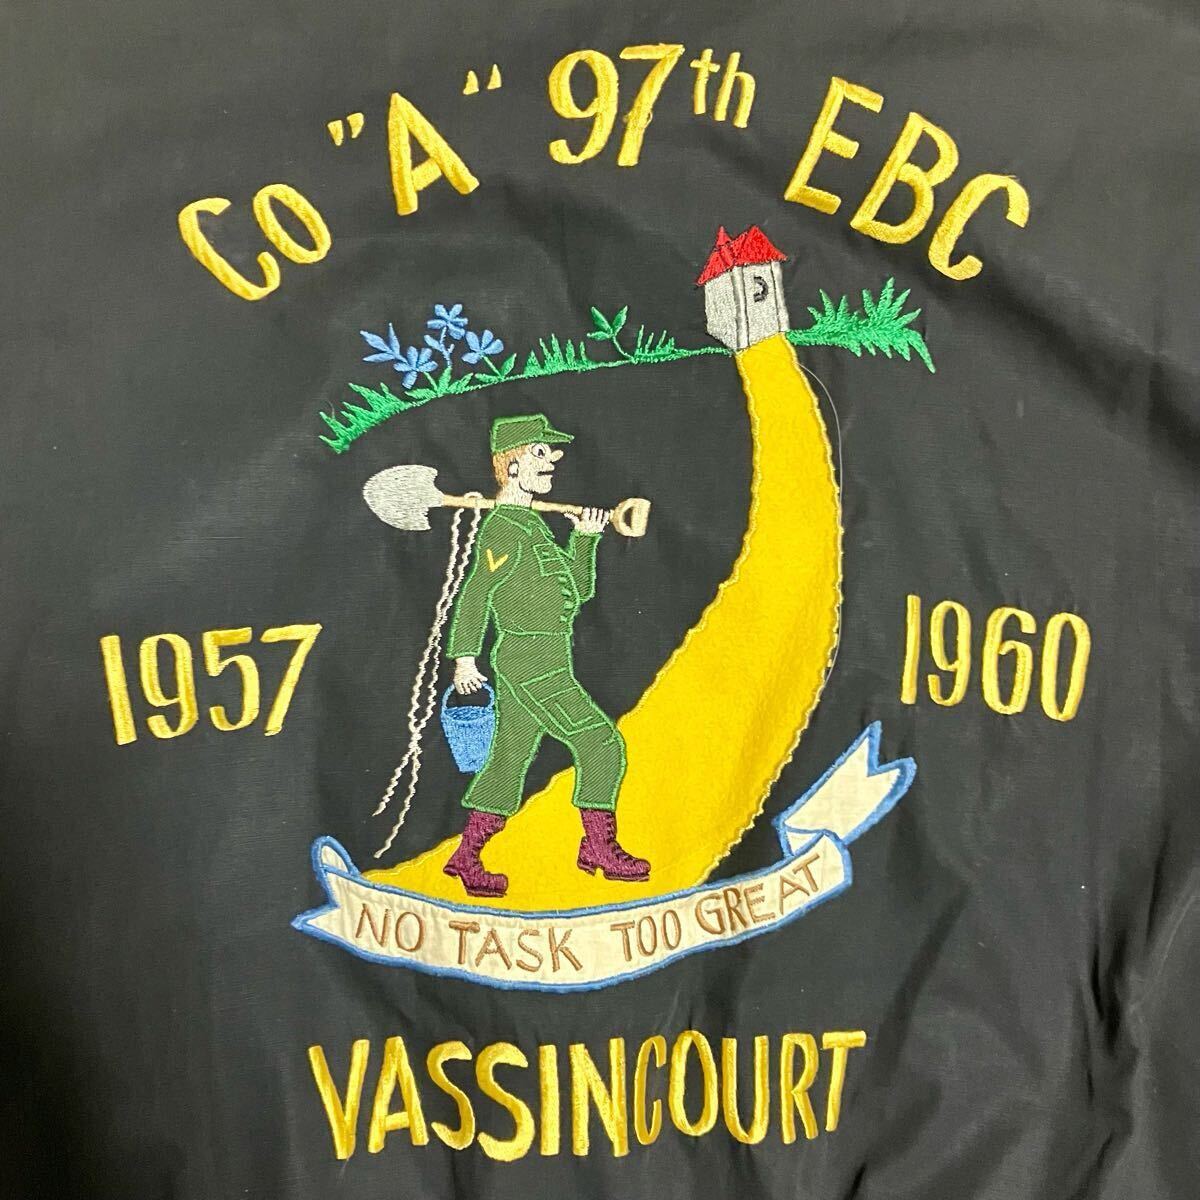 Co "A" 97th EBC
1957
1960
NO TASK TOO GREAT
VASSINCOURT